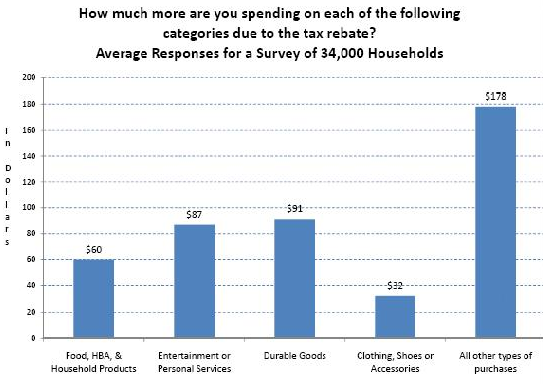 How much more are you spending on each of the following
categories due to the tax rebate?
Average Responses for a Survey of 34,000 Households
In Dollars
200
180
160
140
120
100
80
60
40
20
0
$60
$87
$91
$32
$178
Food, HBA, &
Household Products
Entertainment or
Personal Services
Durable Goods
Clothing, Shoes or
Accessories
All other types of
purchases